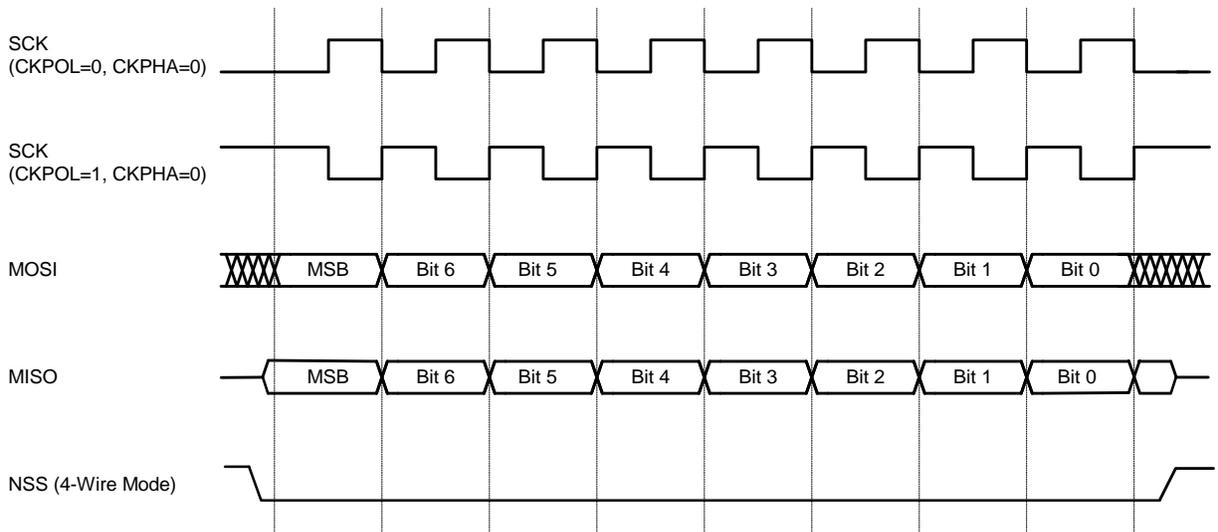 SCK
(CKPOL=0, CKPHA=0)
SCK
(CKPOL=1, CKPHA=0)
MOSI
MSB
Bit 6
Bit 5
Bit 4
Bit 3
Bit 2
Bit 1
Bit 0
MISO
MSB
Bit 6
Bit 5
Bit 4
Bit 3
Bit 2
Bit 1
Bit 0
NSS (4-Wire Mode)